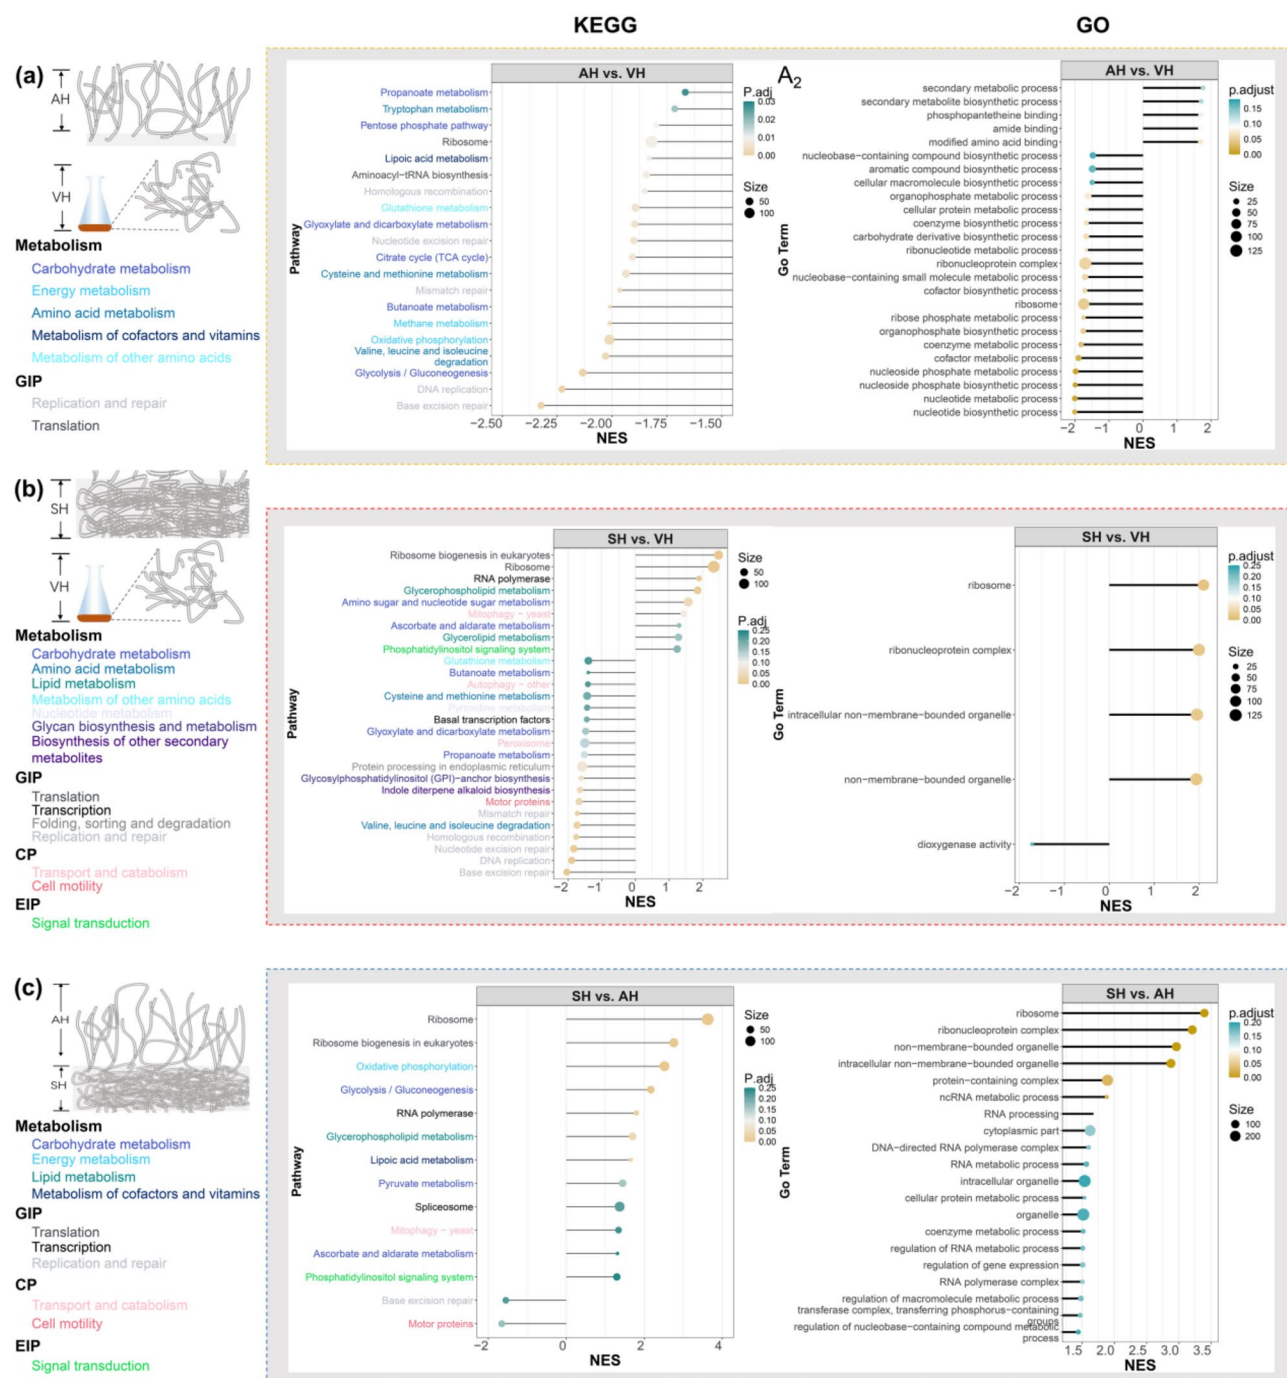 KEGG
GO
(a)
AH
VH
Metabolism
Carbohydrate metabolism
Energy metabolism
Amino acid metabolism
Metabolism of cofactors and vitamins
Metabolism of other amino acids
GIP
Replication and repair
Translation
AH vs. VH
Pathway
Propanoate metabolism
Tryptophan metabolism
Pentose phosphate pathway
Ribosome
Lipoic acid metabolism
Aminoacyl−tRNA biosynthesis
Homologous recombination
Glutathione metabolism
Glyoxylate and dicarboxylate metabolism
Nucleotide excision repair
Citrate cycle (TCA cycle)
Cysteine and methionine metabolism
Mismatch repair
Butanoate metabolism
Methane metabolism
Oxidative phosphorylation
Valine, leucine and isoleucine
degradation
Glycolysis / Gluconeogenesis
DNA replication
Base excision repair
−2.50 −2.25 −2.00 −1.75 −1.50
NES
P.adj
0.03
0.02
0.01
0.00
Size
50
100
A2
AH vs. VH
Go Term
secondary metabolic process
secondary metabolite biosynthetic process
phosphopantetheine binding
amide binding
modified amino acid binding
nucleobase−containing compound biosynthetic process
aromatic compound biosynthetic process
cellular macromolecule biosynthetic process
organophosphate metabolic process
cellular protein metabolic process
coenzyme biosynthetic process
carbohydrate derivative biosynthetic process
ribonucleotide metabolic process
ribonucleoprotein complex
nucleobase−containing small molecule metabolic process
cofactor biosynthetic process
ribosome
ribose phosphate metabolic process
organophosphate biosynthetic process
coenzyme metabolic process
cofactor metabolic process
nucleoside phosphate metabolic process
nucleoside phosphate biosynthetic process
nucleotide metabolic process
nucleotide biosynthetic process
−2 −1 0 1 2
NES
p.adjust
0.15
0.10
0.05
0.00
Size
25
50
75
100
125
(b)
SH
VH
Metabolism
Carbohydrate metabolism
Amino acid metabolism
Lipid metabolism
Metabolism of other amino acids
Nucleotide metabolism
Glycan biosynthesis and metabolism
Biosynthesis of other secondary
metabolites
GIP
Translation
Transcription
Folding, sorting and degradation
Replication and repair
CP
Transport and catabolism
Cell motility
EIP
Signal transduction
SH vs. VH
Pathway
Ribosome biogenesis in eukaryotes
Ribosome
RNA polymerase
Glycerophospholipid metabolism
Amino sugar and nucleotide sugar metabolism
Mitophagy − yeast
Ascorbate and aldarate metabolism
Glycerolipid metabolism
Phosphatidylinositol signaling system
Glutathione metabolism
Butanoate metabolism
Autophagy − other
Cysteine and methionine metabolism
Pyrimidine metabolism
Basal transcription factors
Glyoxylate and dicarboxylate metabolism
Peroxisome
Propanoate metabolism
Protein processing in endoplasmic reticulum
Glycosylphosphatidylinositol (GPI)−anchor biosynthesis
Indole diterpene alkaloid biosynthesis
Motor proteins
Mismatch repair
Valine, leucine and isoleucine degradation
Homologous recombination
Nucleotide excision repair
DNA replication
Base excision repair
−2 −1 0 1 2
NES
Size
50
100
P.adj
0.25
0.20
0.15
0.10
0.05
0.00
SH vs. VH
Go Term
ribosome
ribonucleoprotein complex
intracellular non−membrane−bounded organelle
non−membrane−bounded organelle
dioxygenase activity
−2 −1 0 1 2
NES
p.adjust
0.25
0.20
0.15
0.10
0.05
0.00
Size
25
50
75
100
125
(c)
AH
SH
Metabolism
Carbohydrate metabolism
Energy metabolism
Lipid metabolism
Metabolism of cofactors and vitamins
GIP
Translation
Transcription
Replication and repair
CP
Transport and catabolism
Cell motility
EIP
Signal transduction
SH vs. AH
Pathway
Ribosome
Ribosome biogenesis in eukaryotes
Oxidative phosphorylation
Glycolysis / Gluconeogenesis
RNA polymerase
Glycerophospholipid metabolism
Lipoic acid metabolism
Pyruvate metabolism
Spliceosome
Mitophagy − yeast
Ascorbate and aldarate metabolism
Phosphatidylinositol signaling system
Base excision repair
Motor proteins
−2 0 2 4
NES
Size
50
100
P.adj
0.25
0.20
0.15
0.10
0.05
0.00
SH vs. AH
Go Term
ribosome
ribonucleoprotein complex
non−membrane−bounded organelle
intracellular non−membrane−bounded organelle
protein−containing complex
ncRNA metabolic process
RNA processing
cytoplasmic part
DNA−directed RNA polymerase complex
RNA metabolic process
intracellular organelle
cellular protein metabolic process
organelle
coenzyme metabolic process
regulation of RNA metabolic process
regulation of gene expression
RNA polymerase complex
regulation of macromolecule metabolic process
transferase complex, transferring phosphorus−containing
groups
regulation of nucleobase−containing compound metabolic
process
1.5 2.0 2.5 3.0 3.5
NES
p.adjust
0.20
0.15
0.10
0.05
0.00
Size
100
200